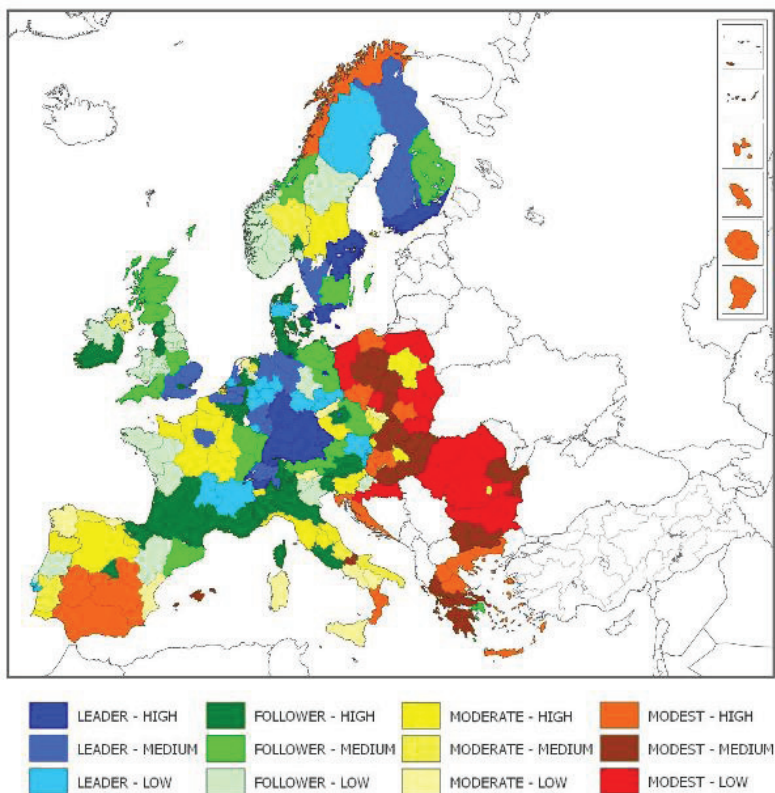 LEADER - HIGH FOLLOWER - HIGH MODERATE - HIGH MODEST - HIGH
LEADER - MEDIUM FOLLOWER - MEDIUM MODERATE - MEDIUM MODEST - MEDIUM
LEADER - LOW FOLLOWER - LOW MODERATE - LOW MODEST - LOW